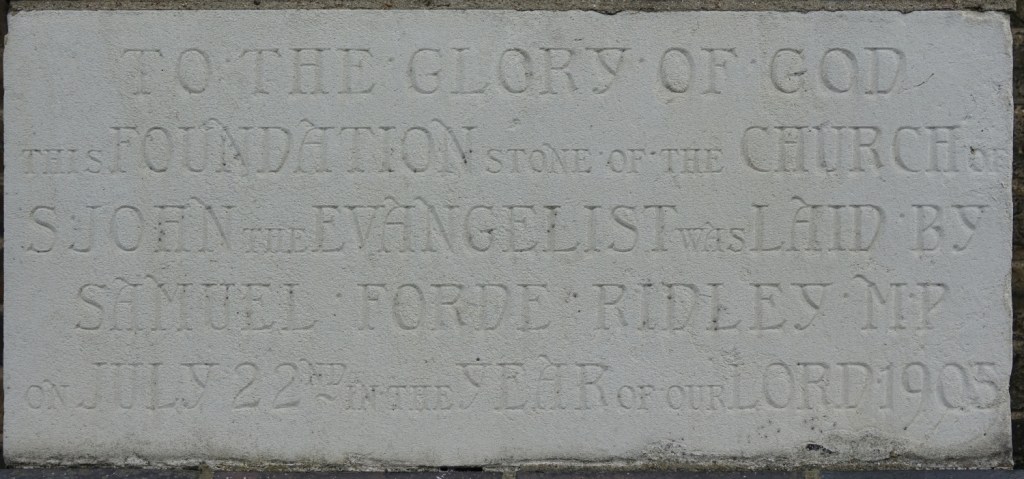 TO · THE · GLORY · OF · GOD
THIS FOUNDATION STONE OF THE CHURCH OF
S · JOHN THE EVANGELIST WAS LAID BY
SAMUEL · FORDE · RIDLEY · M·P.
ON JULY 22ND IN THE YEAR OF OUR LORD 1905